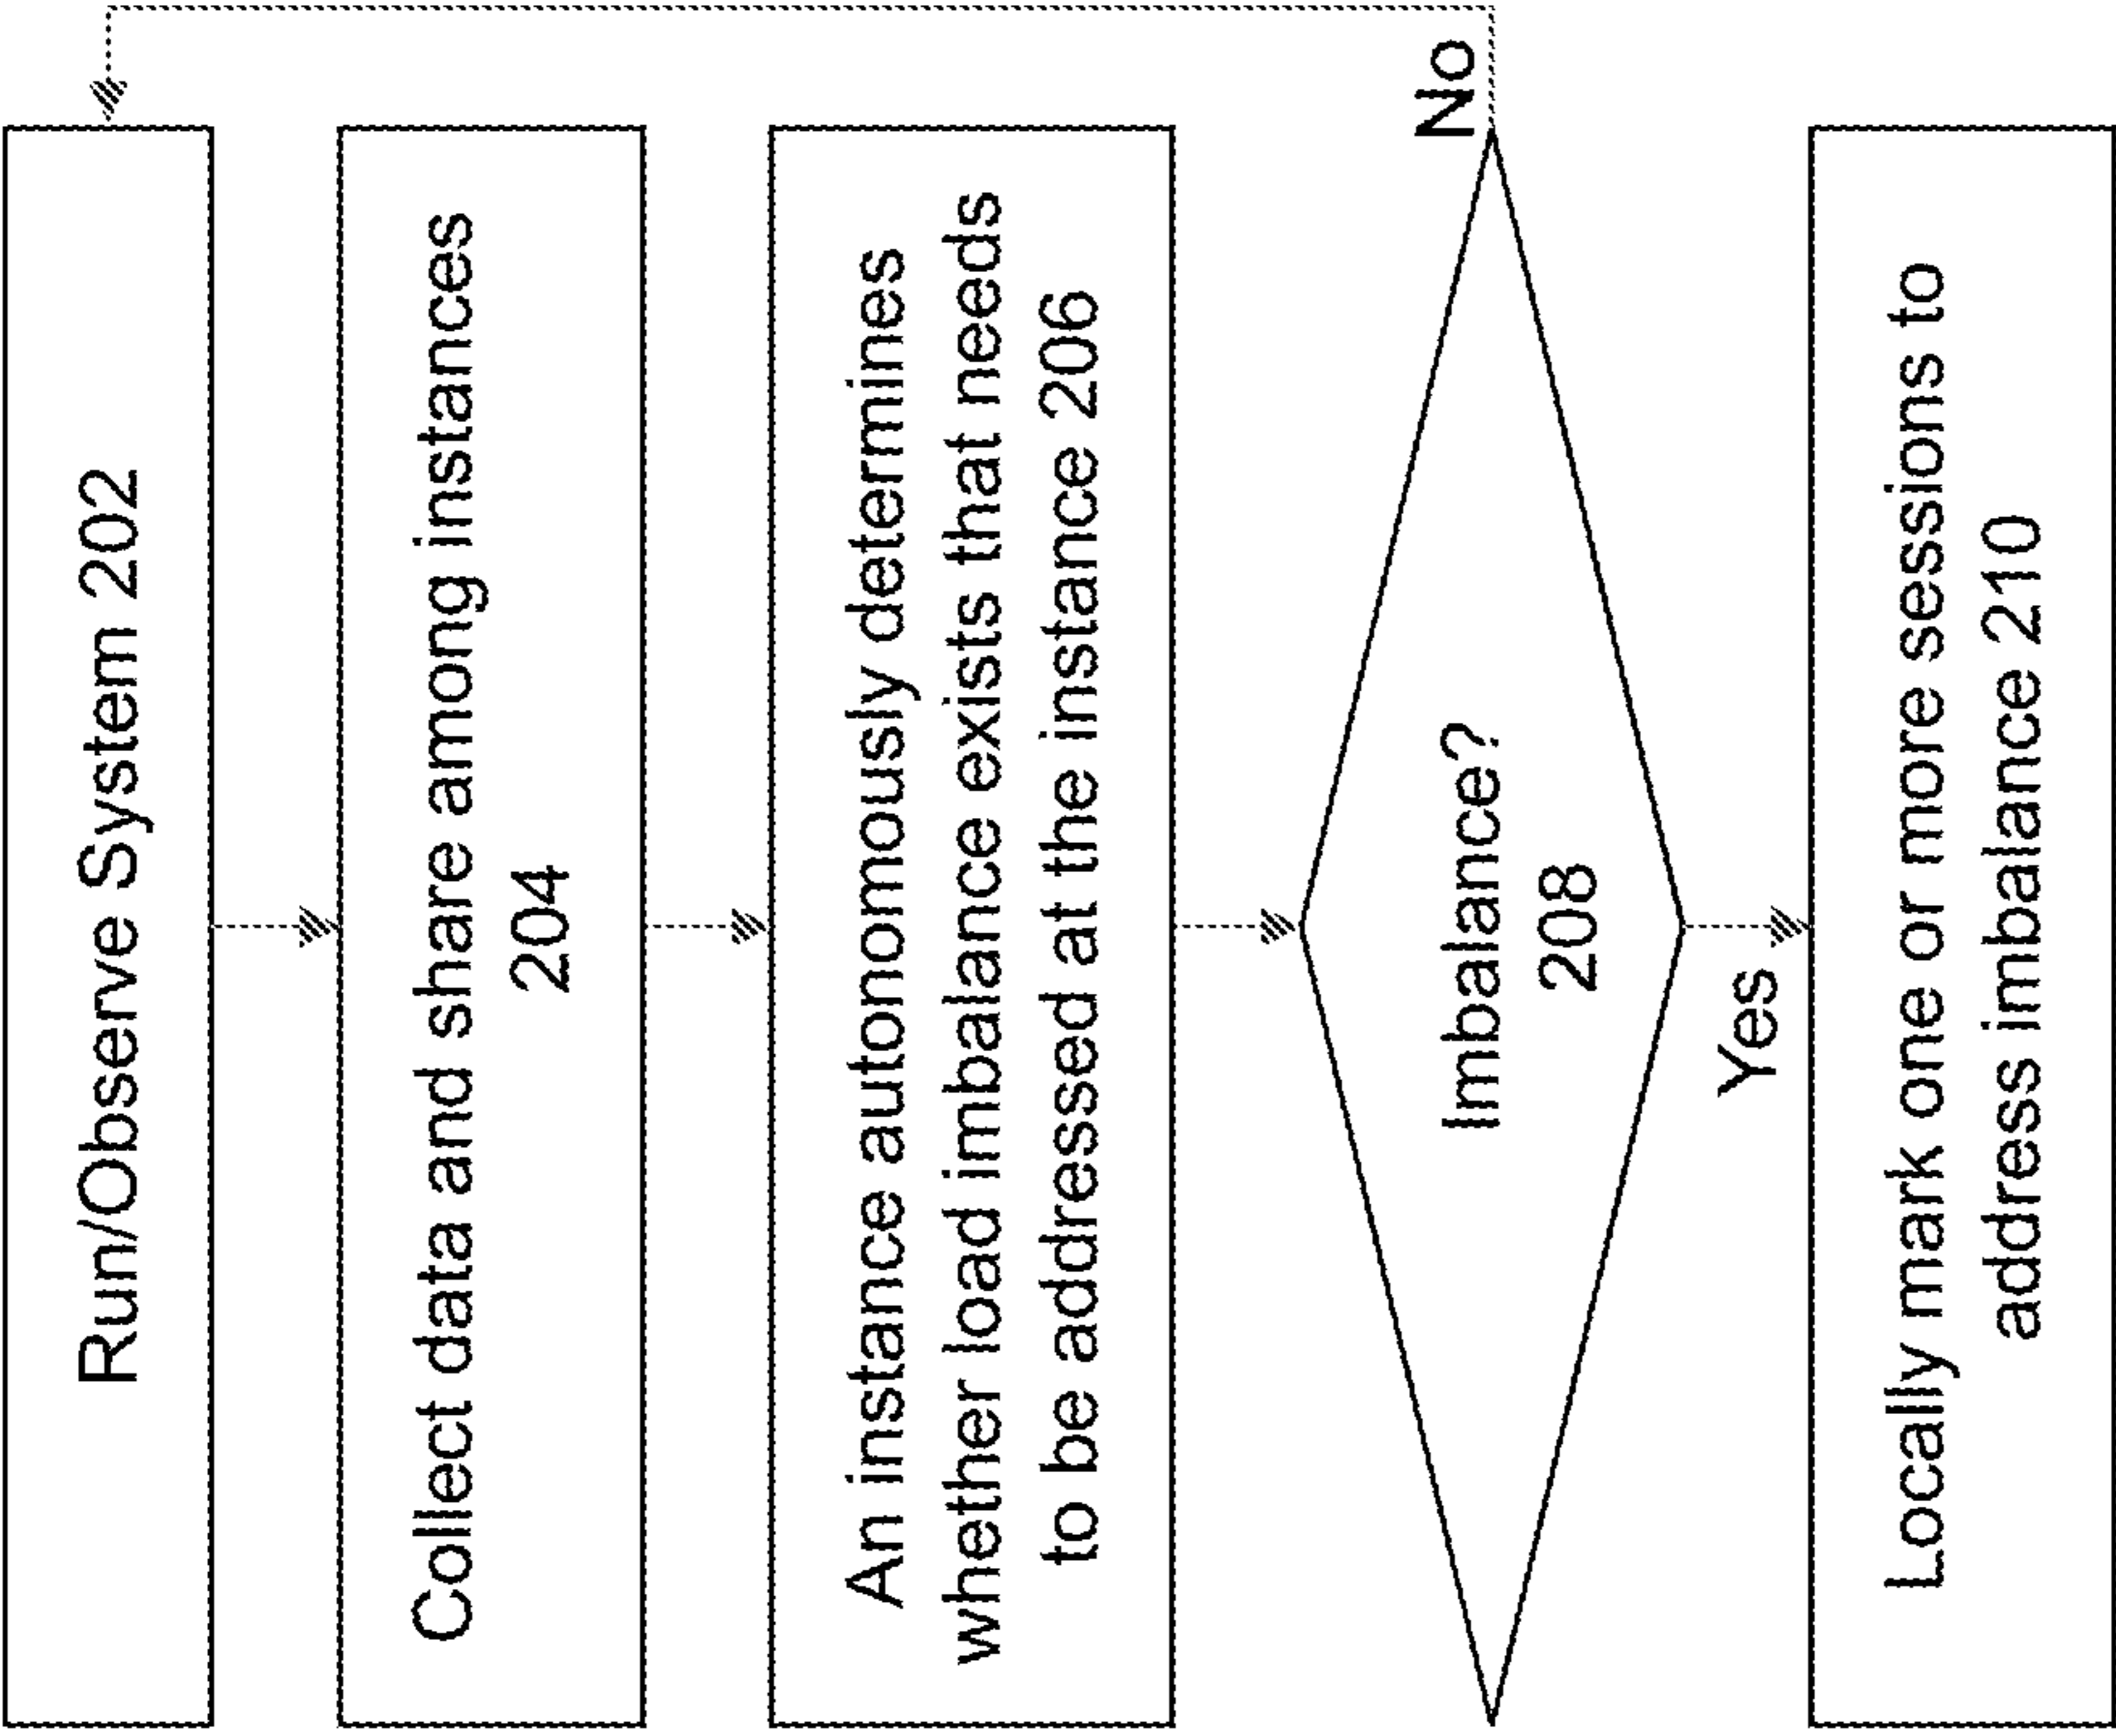 Run/Observe System 202
Collect data and share among instances
204
An instance autonomously determines
whether load imbalance exists that needs
to be addressed at the instance 206
Imbalance?
208
No
Yes
Locally mark one or more sessions to
address imbalance 210